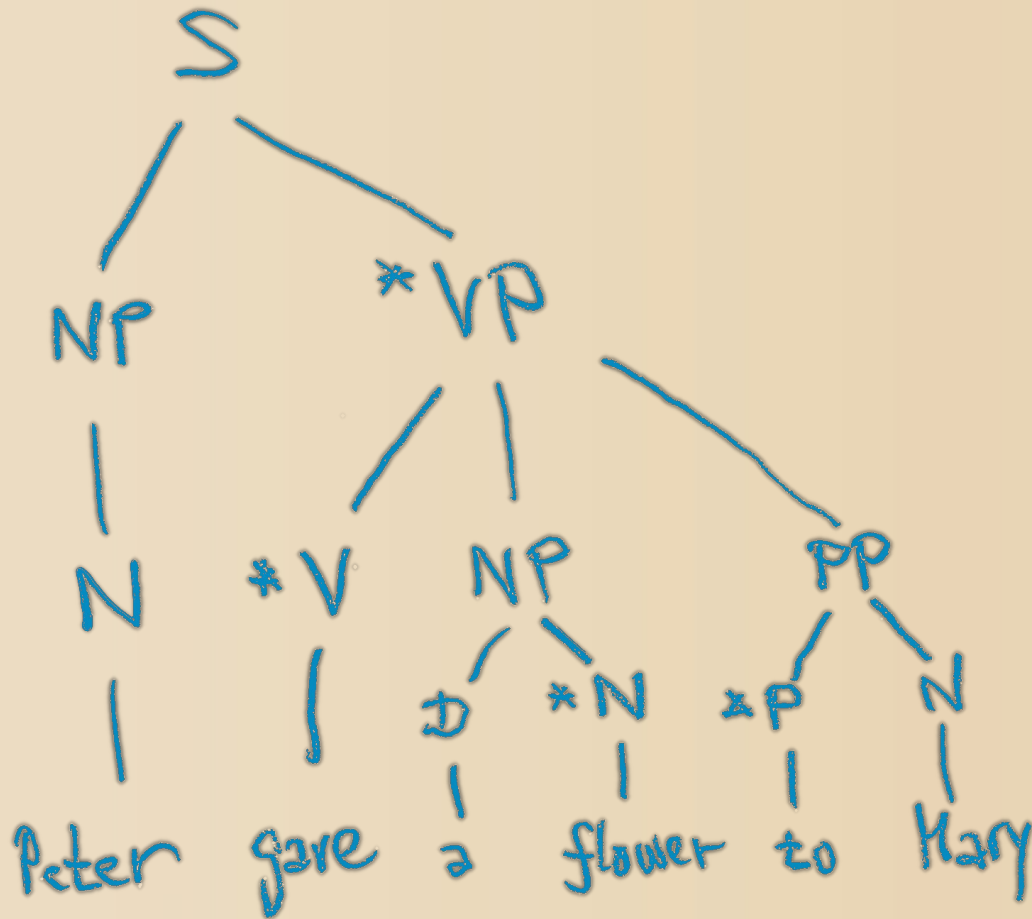 S
NP *VP
N *V NP PP
D *N *P N
Peter gave a flower to Mary